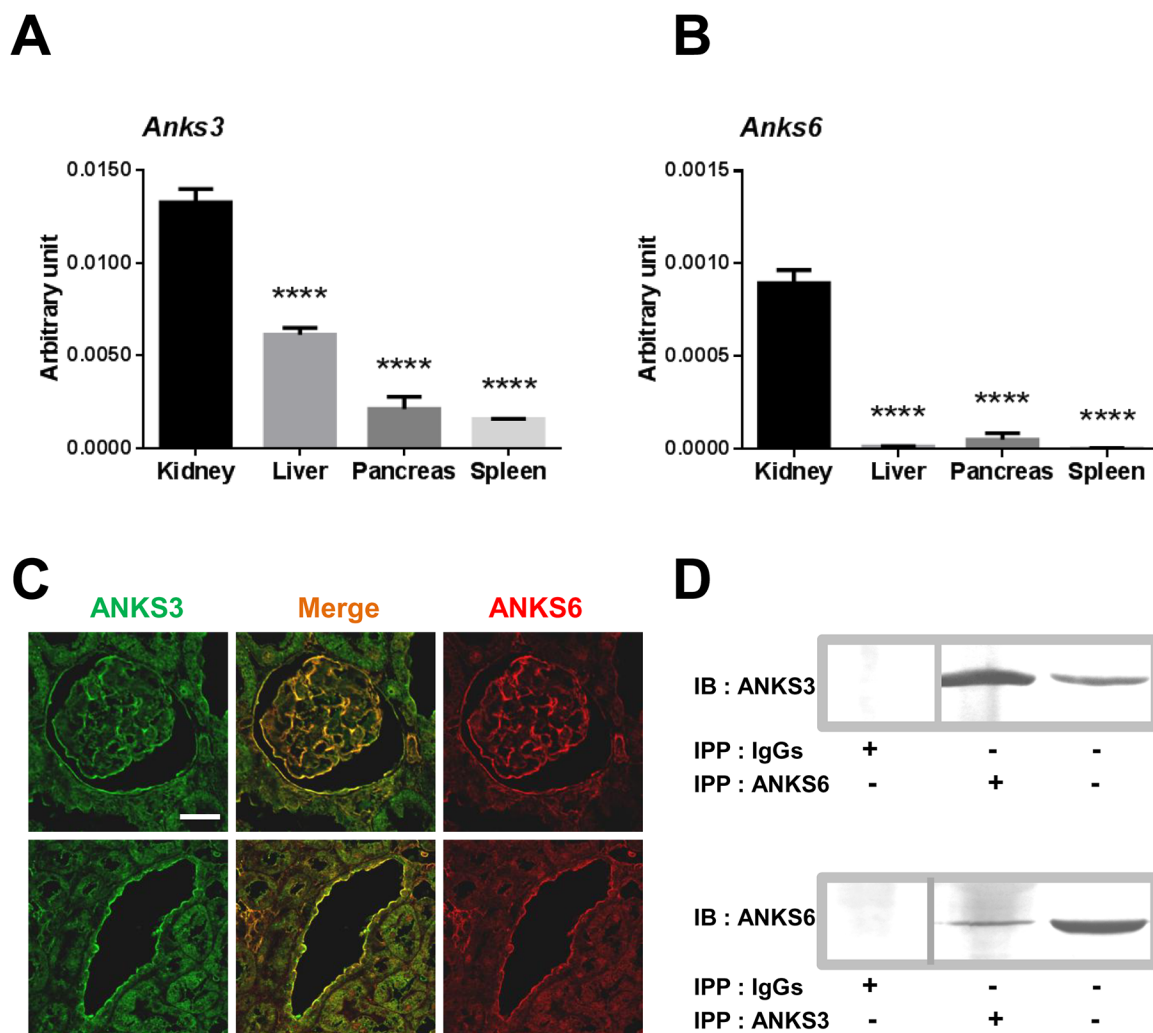 A
B
Anks3
Anks6
0.0150
0.0100
0.0050
0.0000
Arbitrary unit
****
****
****
Kidney Liver Pancreas Spleen
0.0015
0.0010
0.0005
0.0000
Arbitrary unit
****
****
****
Kidney Liver Pancreas Spleen
C
D
ANKS3 Merge ANKS6
IB : ANKS3
IPP : IgGs + - -
IPP : ANKS6 - + -
IB : ANKS6
IPP : IgGs + - -
IPP : ANKS3 - + -